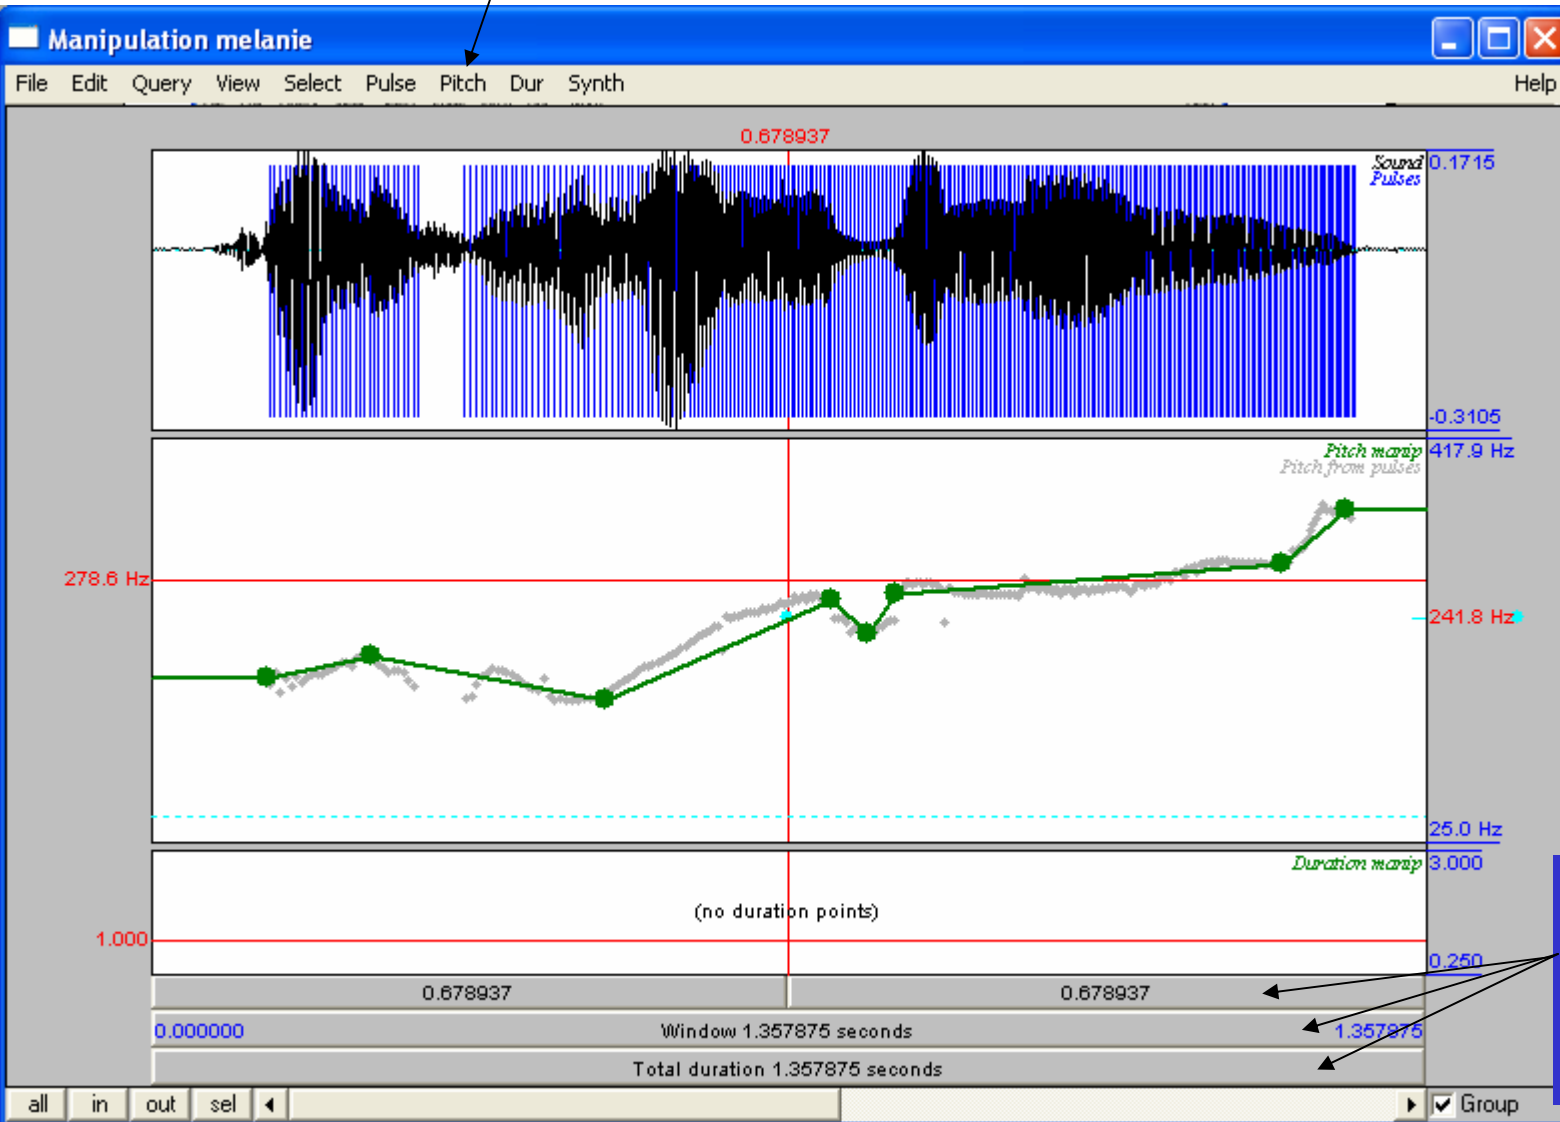 Manipulation melanie
File Edit Query View Select Pulse Pitch Dur Synth Help
0.678937
Sound 0.1715
Pulses
-0.3105
Pitch manip 417.9 Hz
Pitch from pulses
278.6 Hz
241.8 Hz
25.0 Hz
Duration manip 3.000
(no duration points)
1.000
0.250
0.678937 0.678937
0.000000 Window 1.357875 seconds 1.357875
Total duration 1.357875 seconds
all in out sel Group